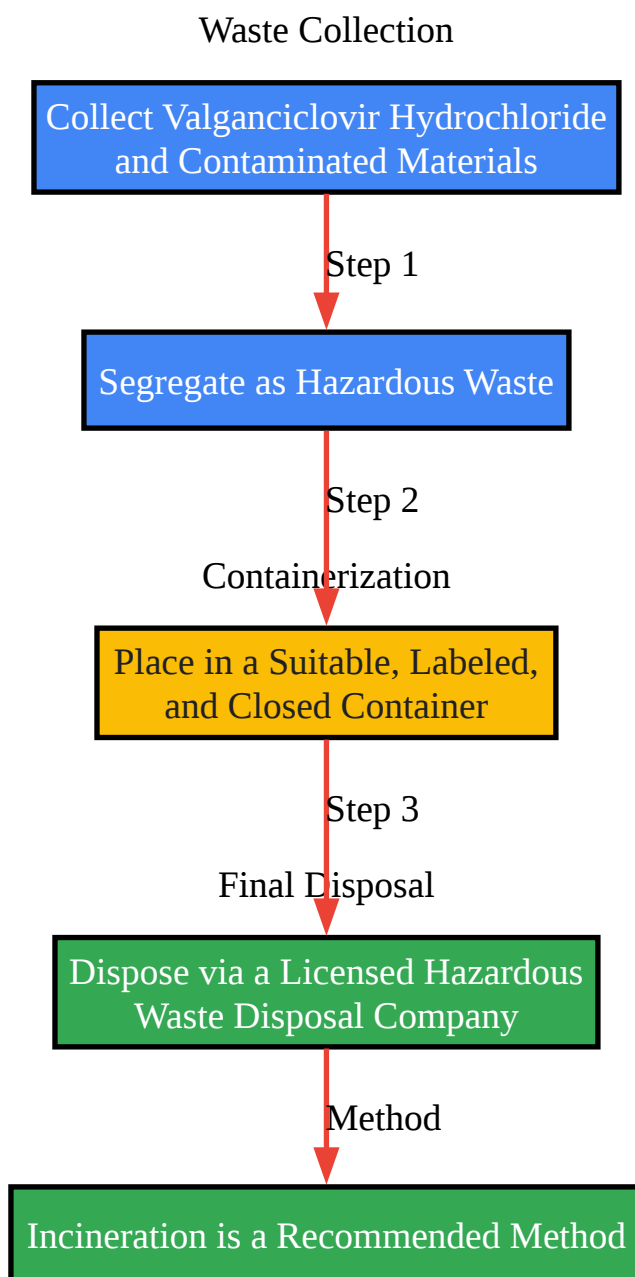 Waste Collection
Collect Valganciclovir Hydrochloride
and Contaminated Materials
Step 1
Segregate as Hazardous Waste
Step 2
Containerization
Place in a Suitable, Labeled,
and Closed Container
Step 3
Final Disposal
Dispose via a Licensed Hazardous
Waste Disposal Company
Method
Incineration is a Recommended Method